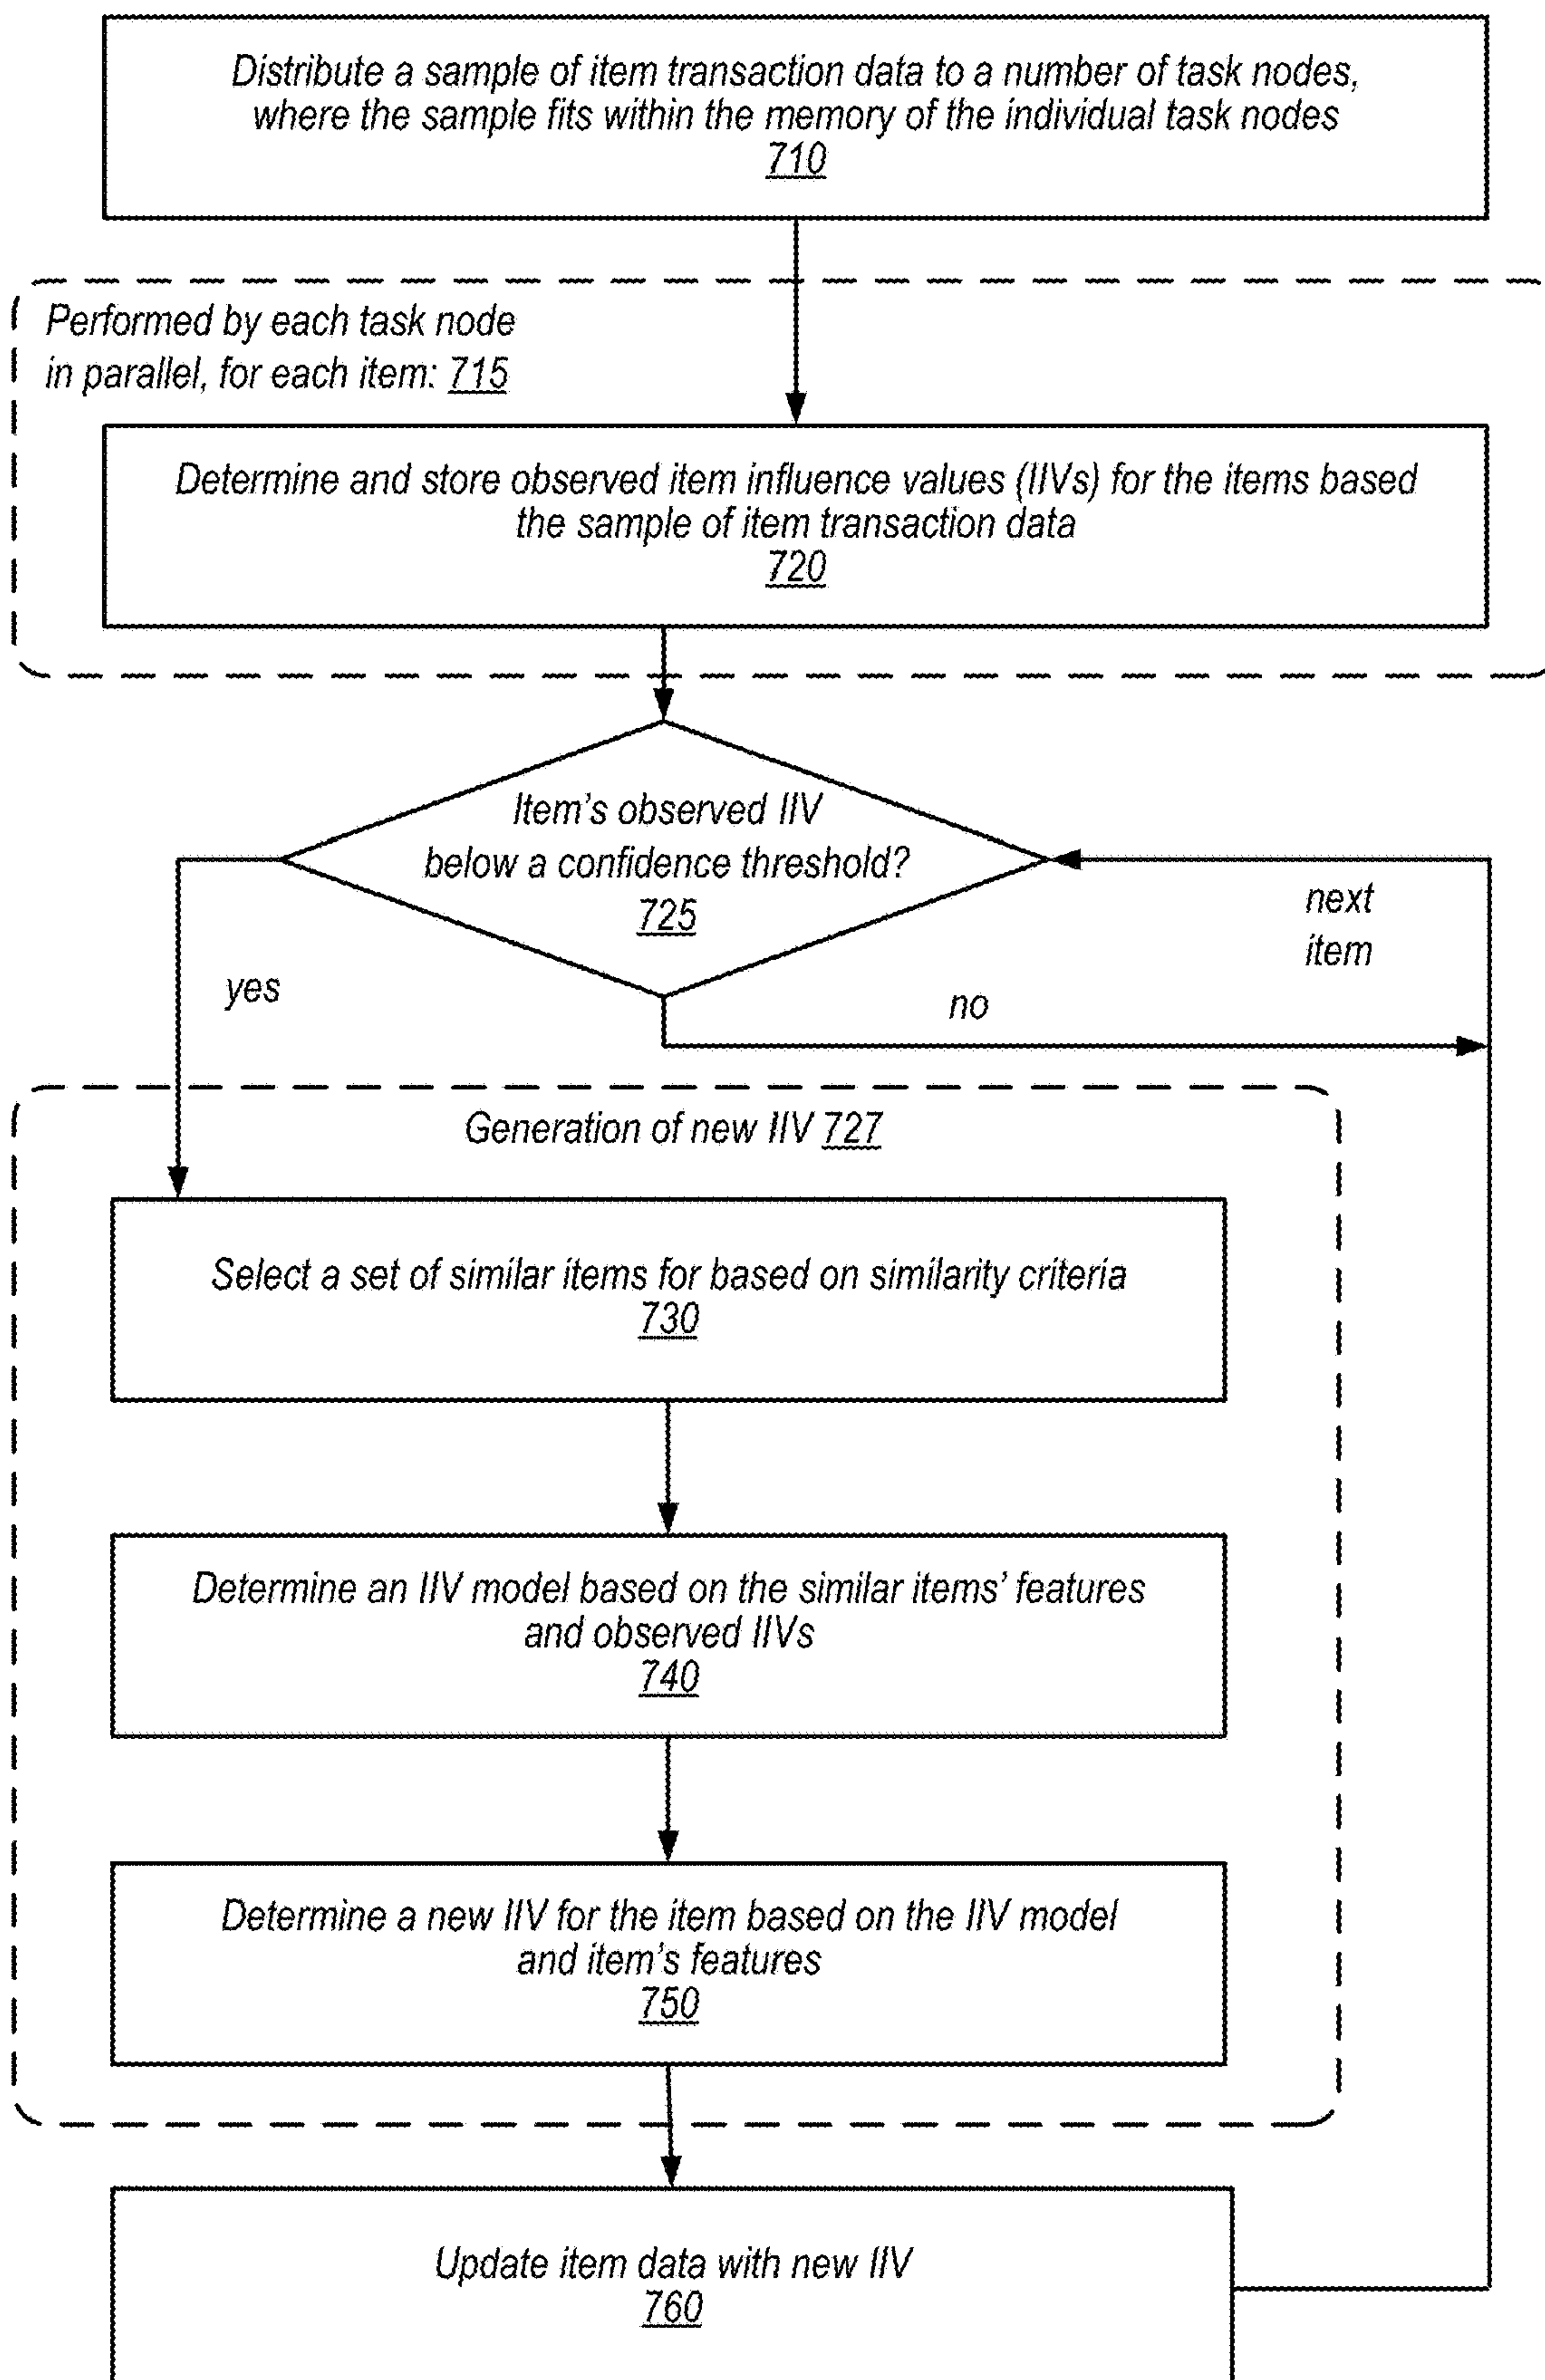 Distribute a sample of item transaction data to a number of task nodes,
where the sample fits within the memory of the individual task nodes
710
Performed by each task node
in parallel, for each item: 715
Determine and store observed item influence values (IIVs) for the items based
the sample of item transaction data
720
Item's observed IIV
below a confidence threshold?
725
next
item
yes
no
Generation of new IIV 727
Select a set of similar items for based on similarity criteria
730
Determine an IIV model based on the similar items' features
and observed IIVs
740
Determine a new IIV for the item based on the IIV model
and item's features
750
Update item data with new IIV
760